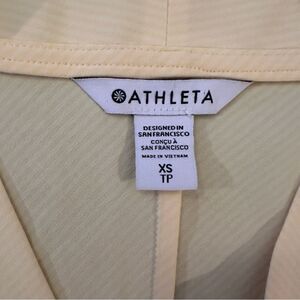 ATHLETA
DESIGNED IN
SAN FRANCISCO
CONÇU À
SAN FRANCISCO
MADE IN VIETNAM
XS
TP